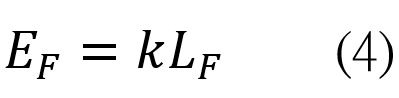 E_F = kL_F (4)